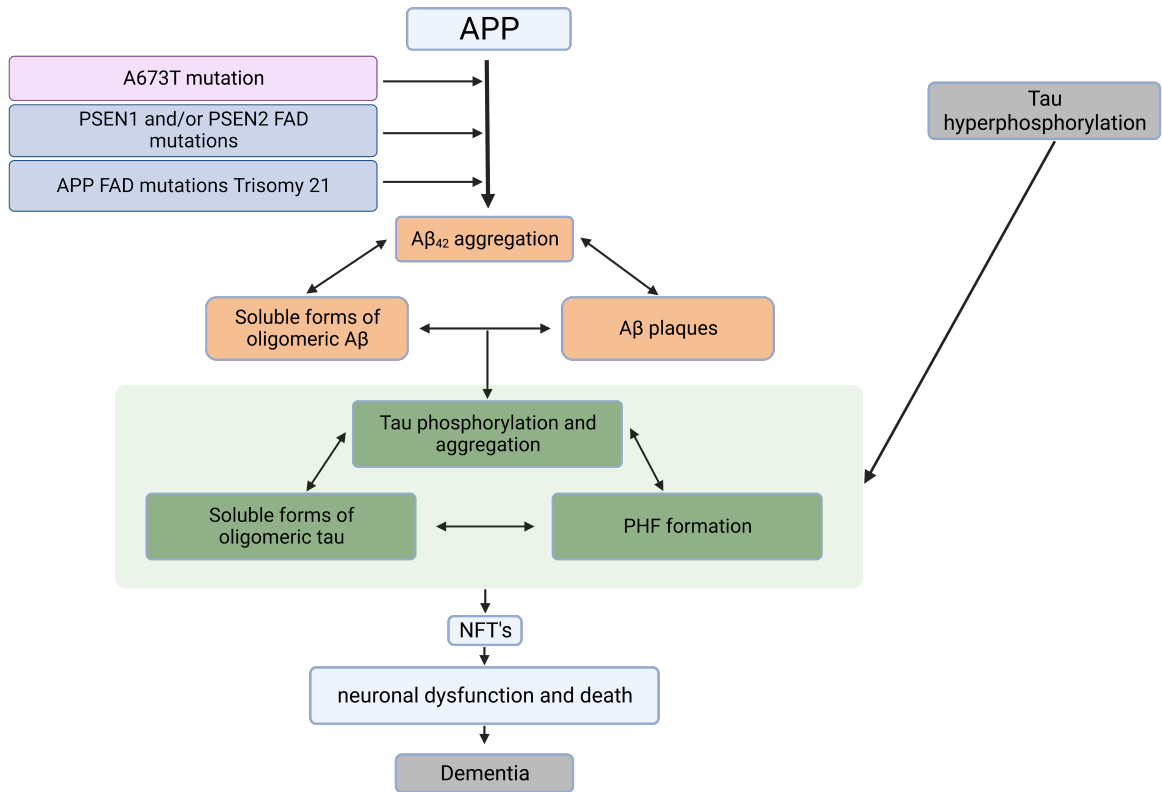 APP
A673T mutation
PSEN1 and/or PSEN2 FAD
mutations
APP FAD mutations Trisomy 21
Tau
hyperphosphorylation
Aβ₄₂ aggregation
Soluble forms of
oligomeric Aβ
Aβ plaques
Tau phosphorylation and
aggregation
Soluble forms of
oligomeric tau
PHF formation
NFT's
neuronal dysfunction and death
Dementia